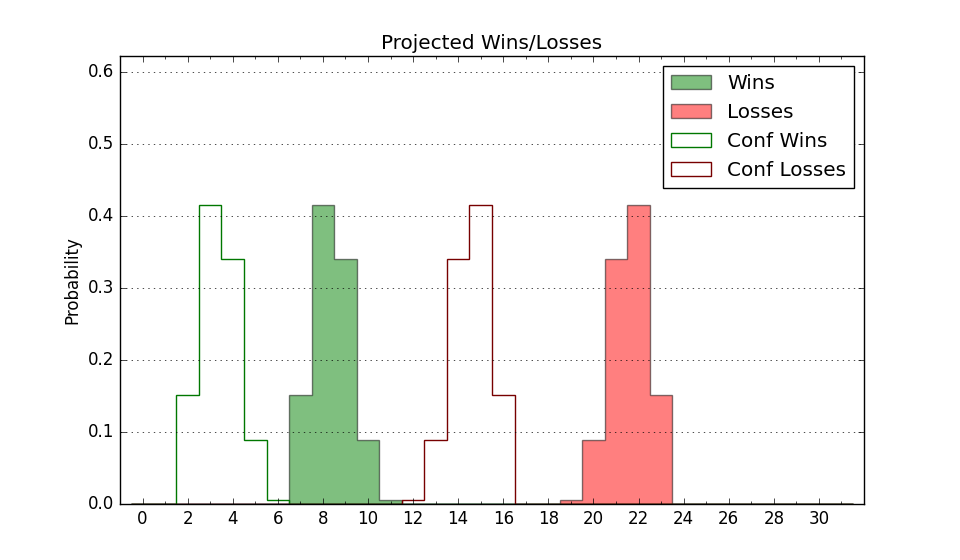 Projected Wins/Losses
0.6
0.5
0.4
0.3
0.2
0.1
0.0
Probability
Wins
Losses
Conf Wins
Conf Losses
0 2 4 6 8 10 12 14 16 18 20 22 24 26 28 30